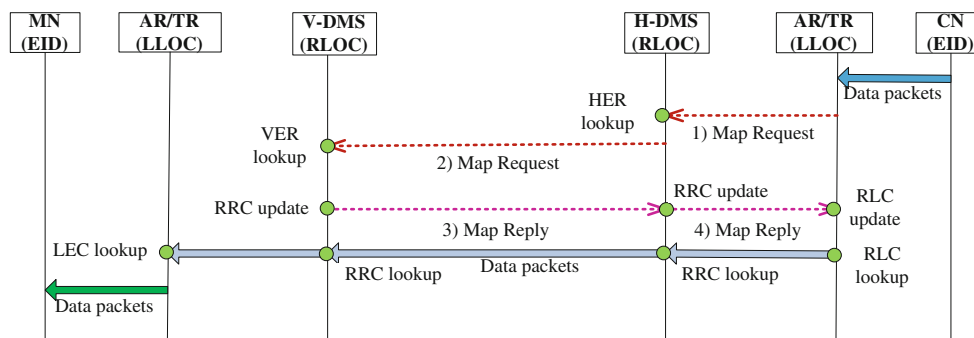 MN
(EID)
AR/TR
(LLOC)
V-DMS
(RLOC)
H-DMS
(RLOC)
AR/TR
(LLOC)
CN
(EID)
Data packets
HER
lookup
1) Map Request
VER
lookup
2) Map Request
RRC update
RRC update
RLC
update
3) Map Reply
4) Map Reply
LEC lookup
RRC lookup
Data packets
RRC lookup
RLC
lookup
Data packets